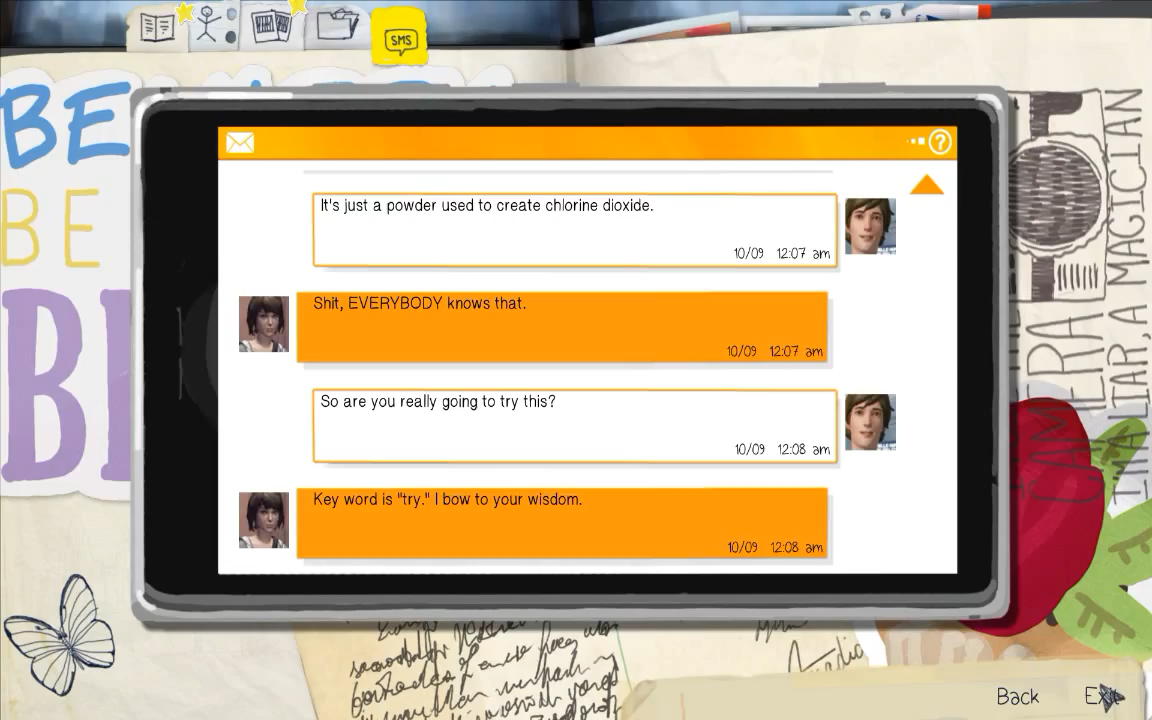 SMS
BE
BE
It's just a powder used to create chlorine dioxide.
10/09 12:07 am
Shit, EVERYBODY knows that.
10/09 12:07 am
So are you really going to try this?
10/09 12:08 am
Key word is "try." I bow to your wisdom.
10/09 12:08 am
?
CAMERA
LIAR, A MAGICIAN
Back
Exit